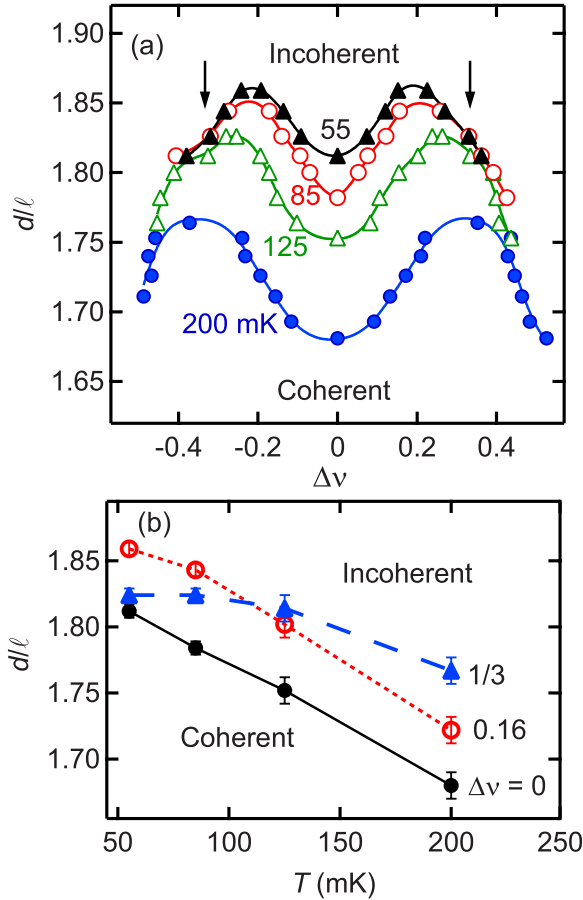 1.90
(a)
Incoherent
1.85
55
1.80
85
d/ℓ
1.75
125
200 mK
1.70
1.65
Coherent
-0.4 -0.2 0 0.2 0.4
Δν
(b)
1.85
Incoherent
1.80
d/ℓ
1/3
1.75
Coherent
0.16
1.70
Δν = 0
50 100 150 200 250
T (mK)